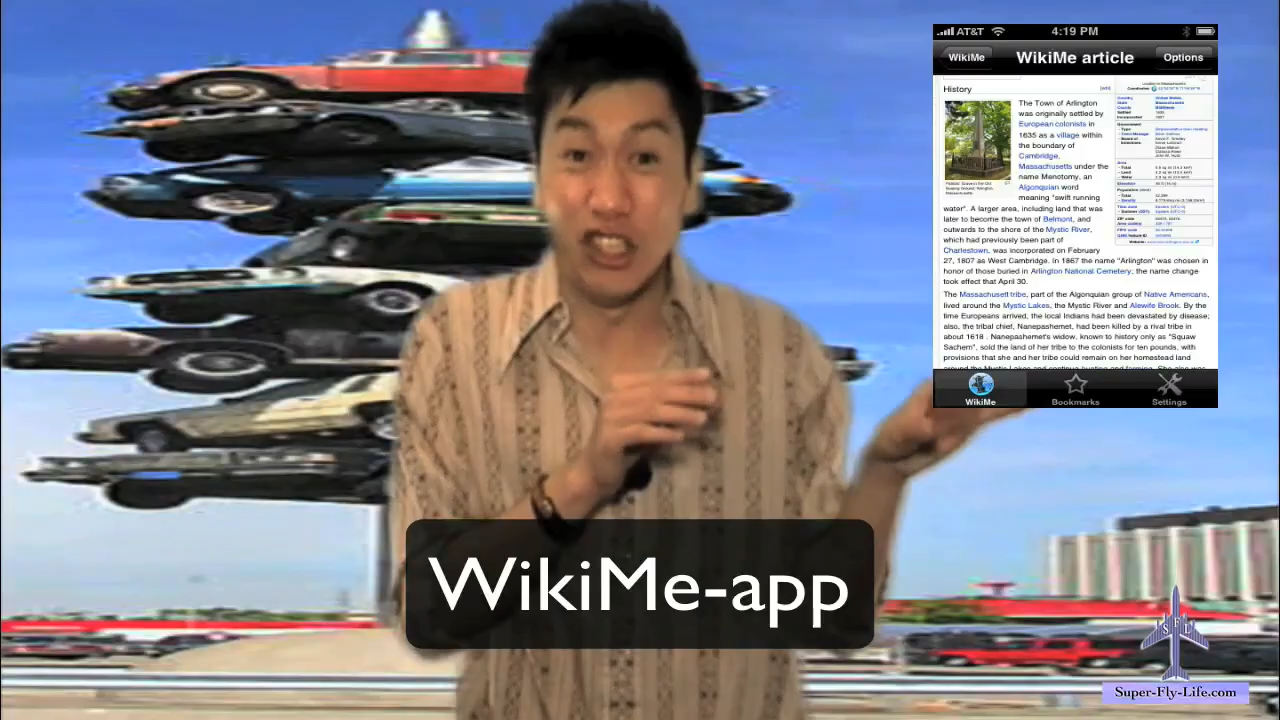 AT&T
4:19 PM
WikiMe
WikiMe article
Options
History
The Town of Arlington
was originally settled by
European colonists in
1635 as a village within
the boundary of
Cambridge,
Massachusetts under the
name Menotomy, an
Algonquian word
meaning "swift running
water". A larger area, including land that was
later to become the town of Belmont, and
outwards to the shore of the Mystic River,
which had previously been part of
Charlestown, was incorporated on February
27, 1807 as West Cambridge. In 1867 the name "Arlington" was chosen in
honor of those buried in Arlington National Cemetery; the name change
took effect that April 30.
The Massachusett tribe, part of the Algonquian group of Native Americans,
lived around the Mystic Lakes, the Mystic River and Alewife Brook. By the
time Europeans arrived, the local Indians had been devastated by disease;
also, the tribal chief, Nanepashemet, had been killed by a rival tribe in
about 1618 . Nanepashemet's widow, known to history only as "Squaw
Sachem", sold the land of her tribe to the colonists for ten pounds, with
provisions that she and her tribe could remain on her homestead land
WikiMe
Bookmarks
Settings
WikiMe-app
SFL
Super-Fly-Life.com